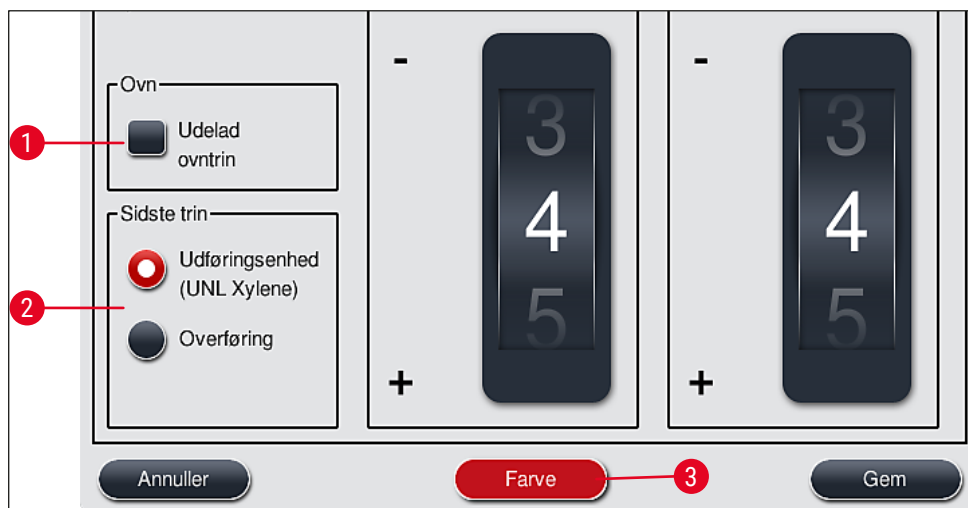 Ovn
1
Udelad
ovntrin
Sidste trin
Udføringsenhed
(UNL Xylene)
2
Overføring
-
3
4
5
+
-
3
4
5
+
Annuller
Farve
3
Gem